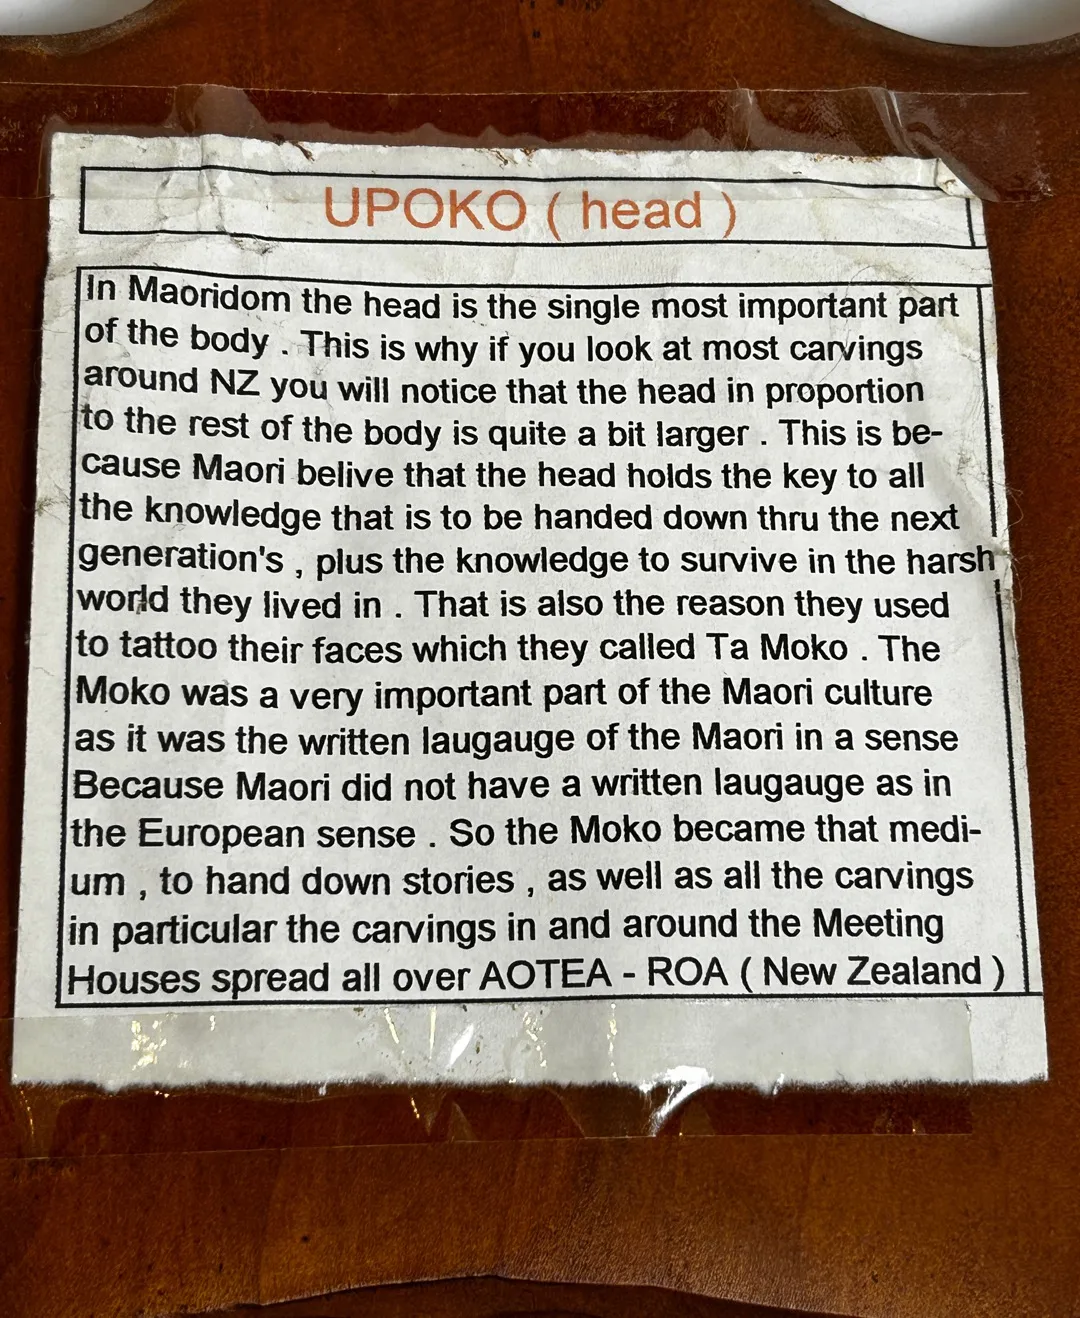 UPOKO ( head )
In Maoridom the head is the single most important part
of the body . This is why if you look at most carvings
around NZ you will notice that the head in proportion
to the rest of the body is quite a bit larger . This is be-
cause Maori belive that the head holds the key to all
the knowledge that is to be handed down thru the next
generation's , plus the knowledge to survive in the harsh
world they lived in . That is also the reason they used
to tattoo their faces which they called Ta Moko . The
Moko was a very important part of the Maori culture
as it was the written laugauge of the Maori in a sense
Because Maori did not have a written laugauge as in
the European sense . So the Moko became that medi-
um , to hand down stories , as well as all the carvings
in particular the carvings in and around the Meeting
Houses spread all over AOTEA - ROA ( New Zealand )